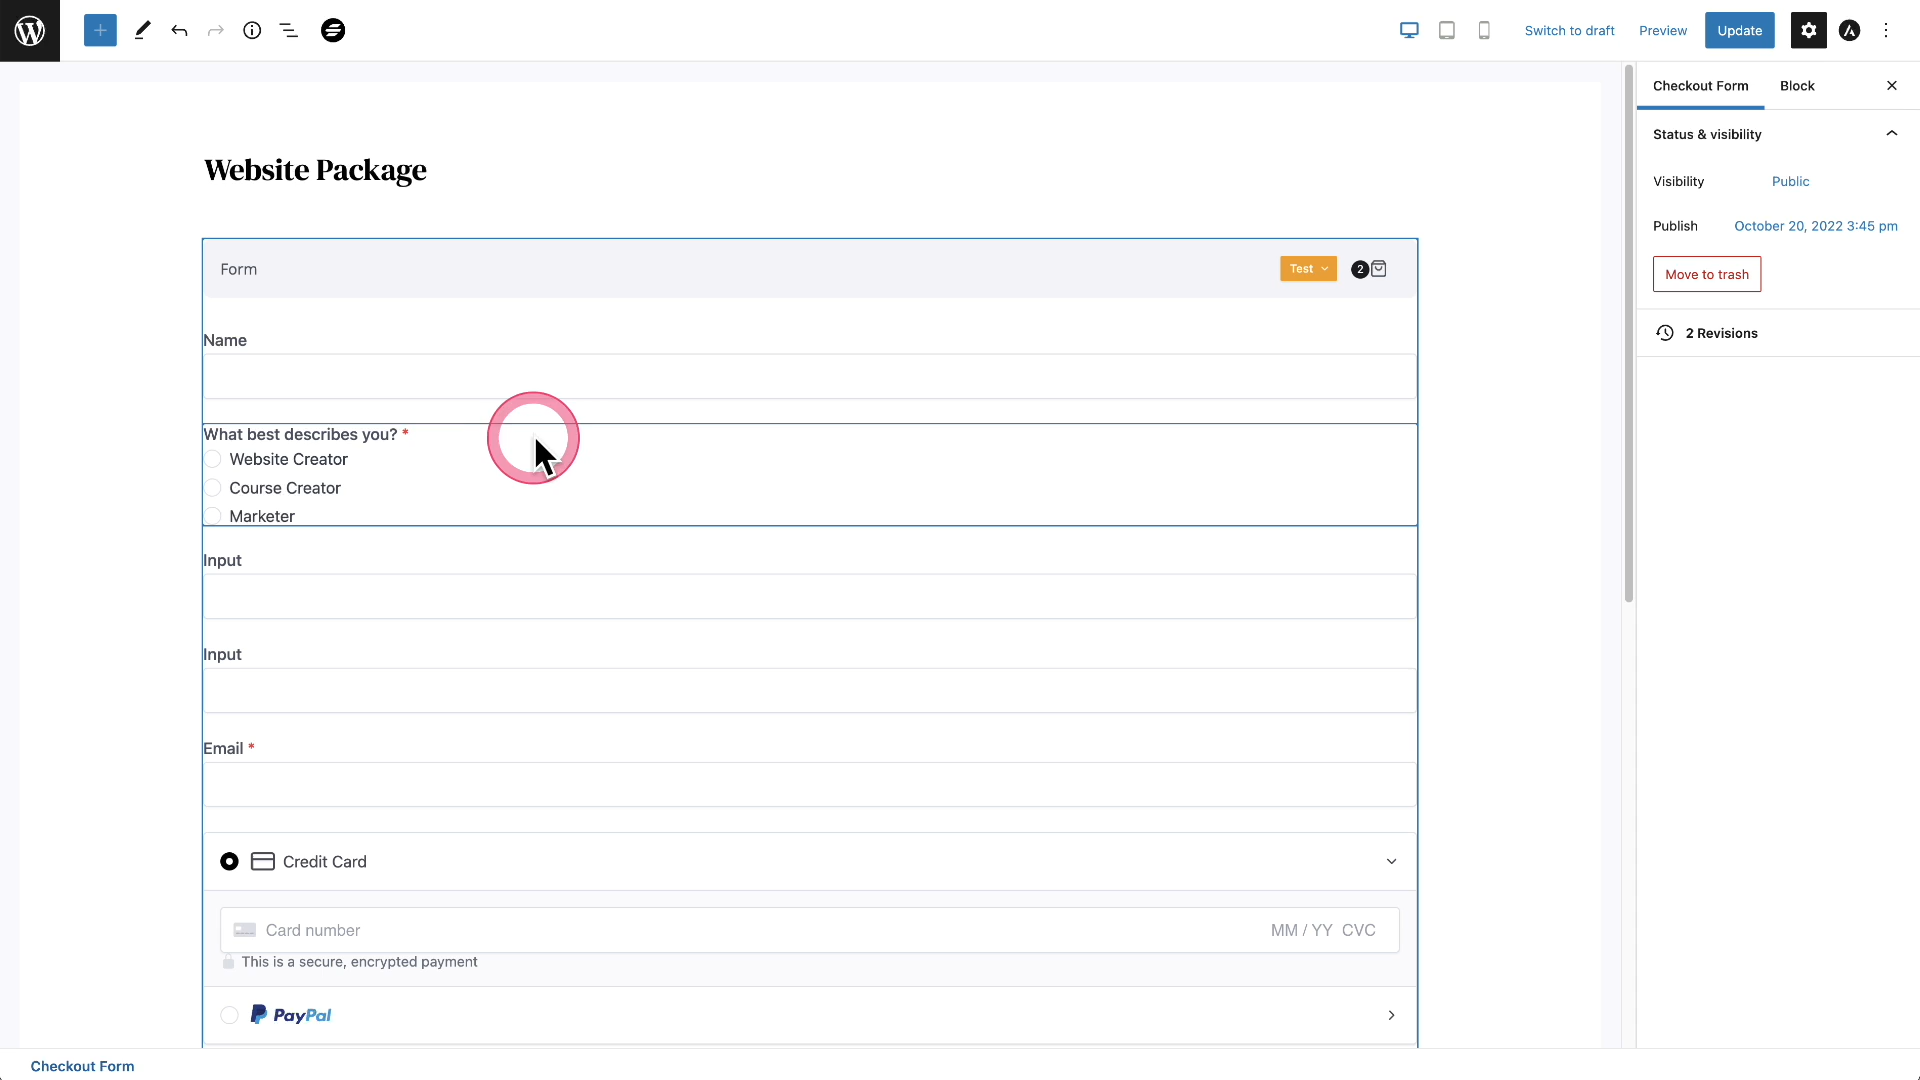 Switch to draft
Preview
Update
Checkout Form
Block
Status & visibility
Visibility
Public
Publish
October 20, 2022 3:45 pm
Move to trash
2 Revisions
Website Package
Form
Test
2
Name
What best describes you? *
Website Creator
Course Creator
Marketer
Input
Input
Email *
Credit Card
Card number
MM / YY CVC
This is a secure, encrypted payment
PayPal
Checkout Form